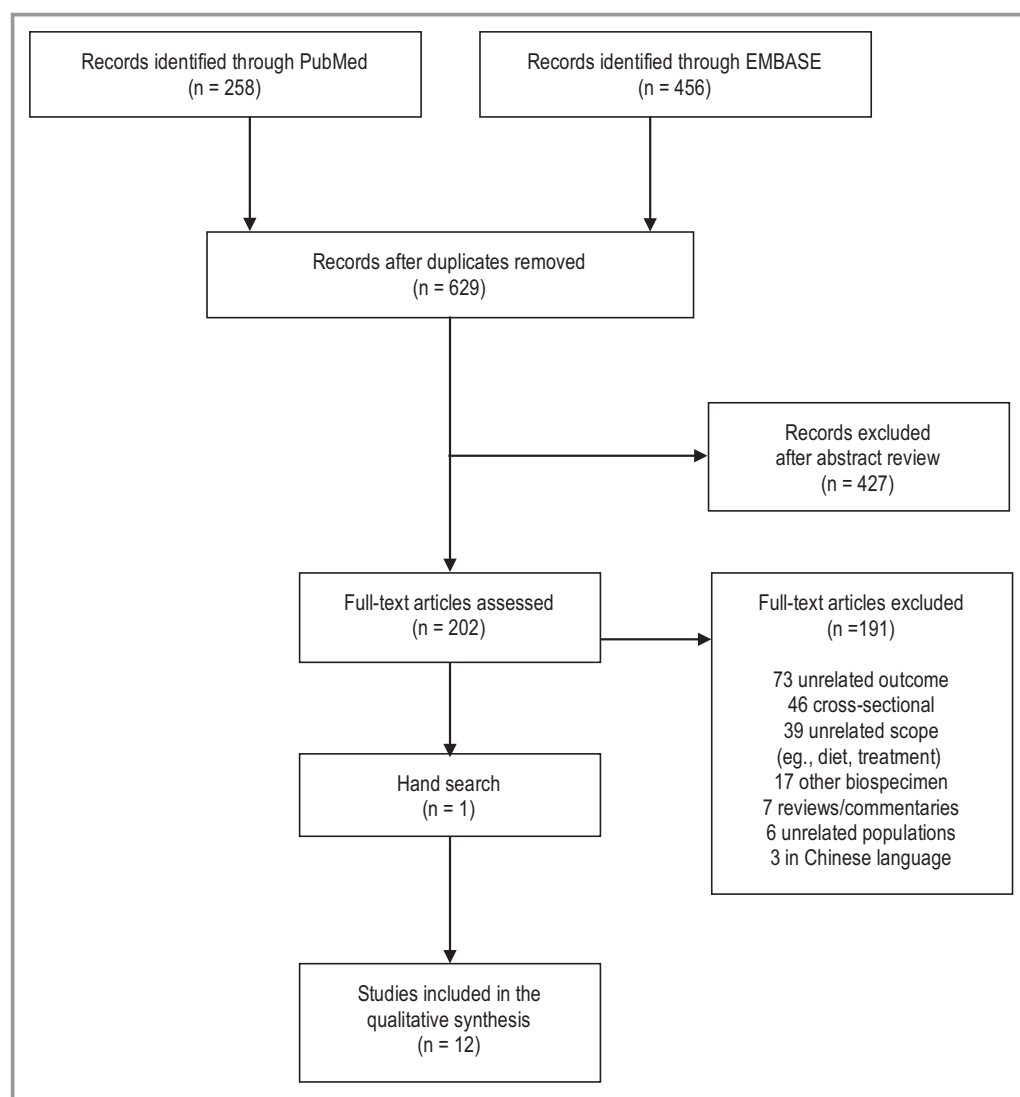 Records identified through PubMed
(n = 258)
Records identified through EMBASE
(n = 456)
Records after duplicates removed
(n = 629)
Records excluded
after abstract review
(n = 427)
Full-text articles assessed
(n = 202)
Full-text articles excluded
(n =191)
73 unrelated outcome
46 cross-sectional
39 unrelated scope
(eg., diet, treatment)
17 other biospecimen
7 reviews/commentaries
6 unrelated populations
3 in Chinese language
Hand search
(n = 1)
Studies included in the
qualitative synthesis
(n = 12)